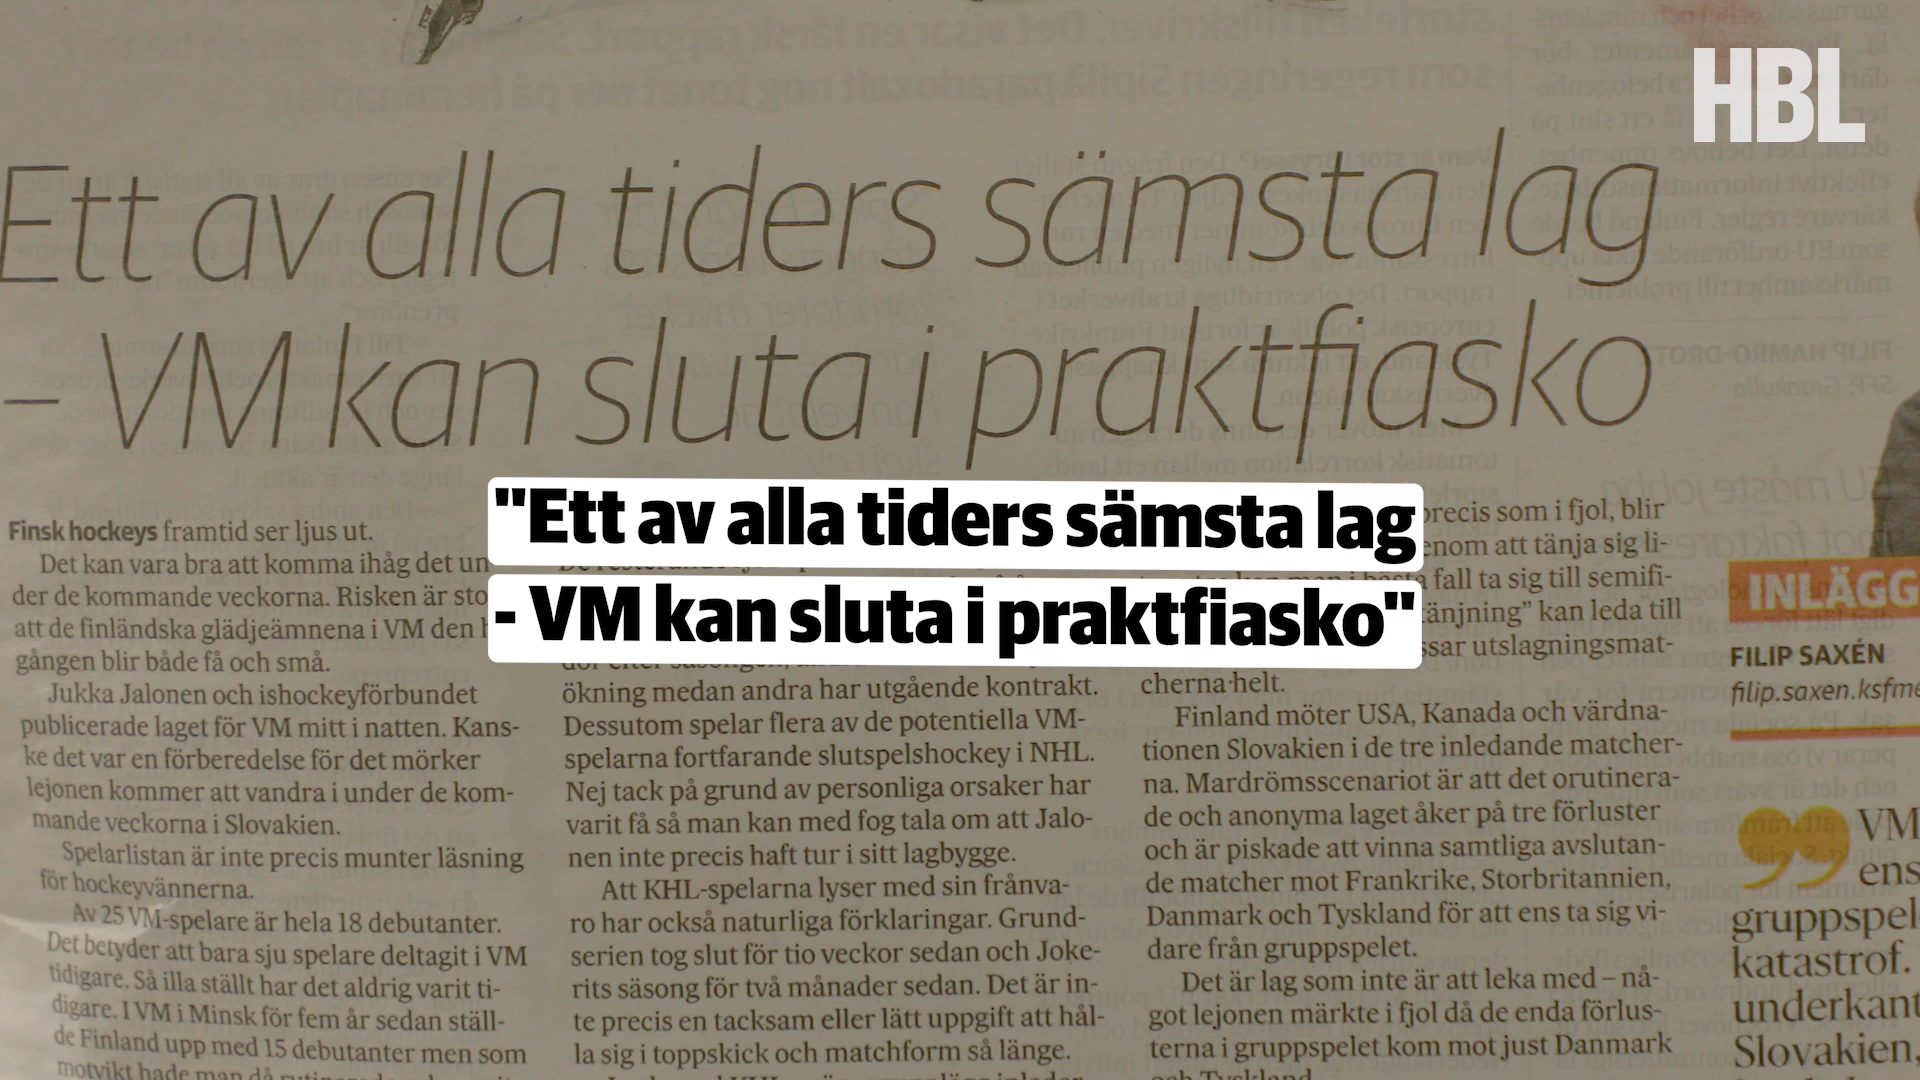 HBL
Ett av alla tiders sämsta lag
– VM kan sluta i praktfiasko
"Ett av alla tiders sämsta lag
- VM kan sluta i praktfiasko"
Finsk hockeys framtid ser ljus ut.
Det kan vara bra att komma ihåg det un-
der de kommande veckorna. Risken är
att de finländska glädjeämnena i VM den
gången blir både få och små.
Jukka Jalonen och ishockeyförbundet
publicerade laget för VM mitt i natten. Kans-
ke det var en förberedelse för det mörker
lejonen kommer att vandra i under de kom-
mande veckorna i Slovakien.
Spelarlistan är inte precis munter läsning
för hockeyvännerna.
Av 25 VM-spelare är hela 18 debutanter.
Det betyder att bara sju spelare deltagit i VM
tidigare. Så illa ställt har det aldrig varit ti-
digare. I VM i Minsk för fem år sedan ställ-
de Finland upp med 15 debutanter men som
motvikt hade man då
ökning medan andra har utgående kontrakt.
Dessutom spelar flera av de potentiella VM-
spelarna fortfarande slutspelshockey i NHL.
Nej tack på grund av personliga orsaker har
varit få så man kan med fog tala om att Jalo-
nen inte precis haft tur i sitt lagbygge.
Att KHL-spelarna lyser med sin frånva-
ro har också naturliga förklaringar. Grund-
serien tog slut för tio veckor sedan och Joke-
rits säsong för två månader sedan. Det är in-
te precis en tacksam eller lätt uppgift att hål-
la sig i toppskick och matchform så länge.
precis som i fjol, blir
genom att tänja sig li-
fall ta sig till semifi-
tänjning” kan leda till
utslagningsmat-
cherna helt.
Finland möter USA, Kanada och värdna-
tionen Slovakien i de tre inledande matcher-
na. Mardrömsscenariot är att det orutinera-
de och anonyma laget åker på tre förluster
och är piskade att vinna samtliga avslutan-
de matcher mot Frankrike, Storbritannien,
Danmark och Tyskland för att ens ta sig vi-
dare från gruppspelet.
Det är lag som inte är att leka med – nå-
got lejonen märkte i fjol då de enda förlus-
terna i gruppspelet kom mot just Danmark
och Tyskland.
INLÄGG
FILIP SAXÉN
filip.saxen.ksfme
VM
ens
gruppspel
katastrof.
underkant
Slovakien,